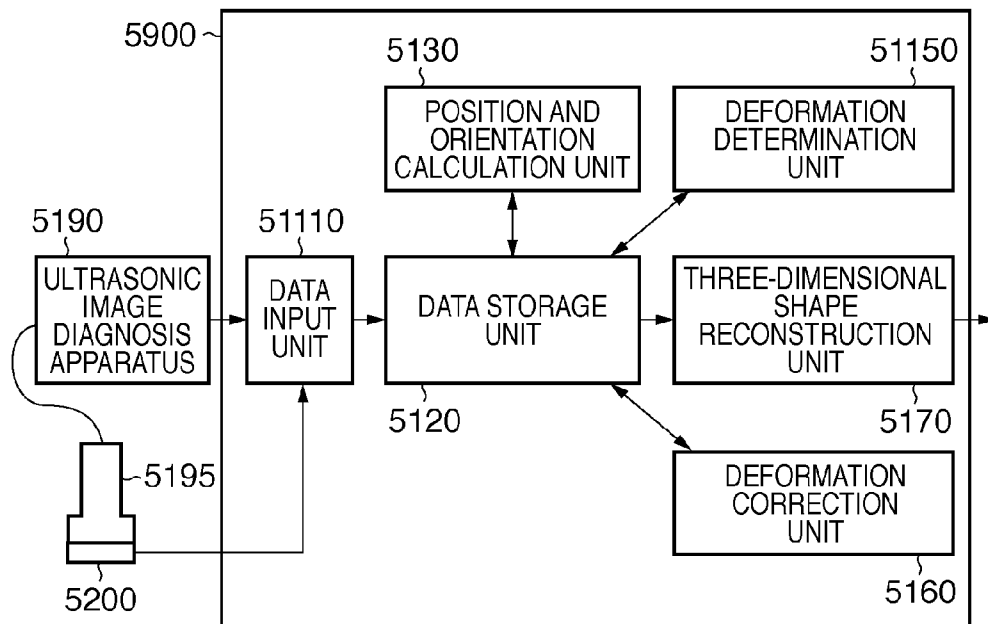 5900
5130
51150
POSITION AND
ORIENTATION
CALCULATION UNIT
DEFORMATION
DETERMINATION
UNIT
5190
51110
ULTRASONIC
IMAGE
DIAGNOSIS
APPARATUS
DATA
INPUT
UNIT
DATA STORAGE
UNIT
THREE-DIMENSIONAL
SHAPE
RECONSTRUCTION
UNIT
5120
5170
5195
DEFORMATION
CORRECTION
UNIT
5200
5160